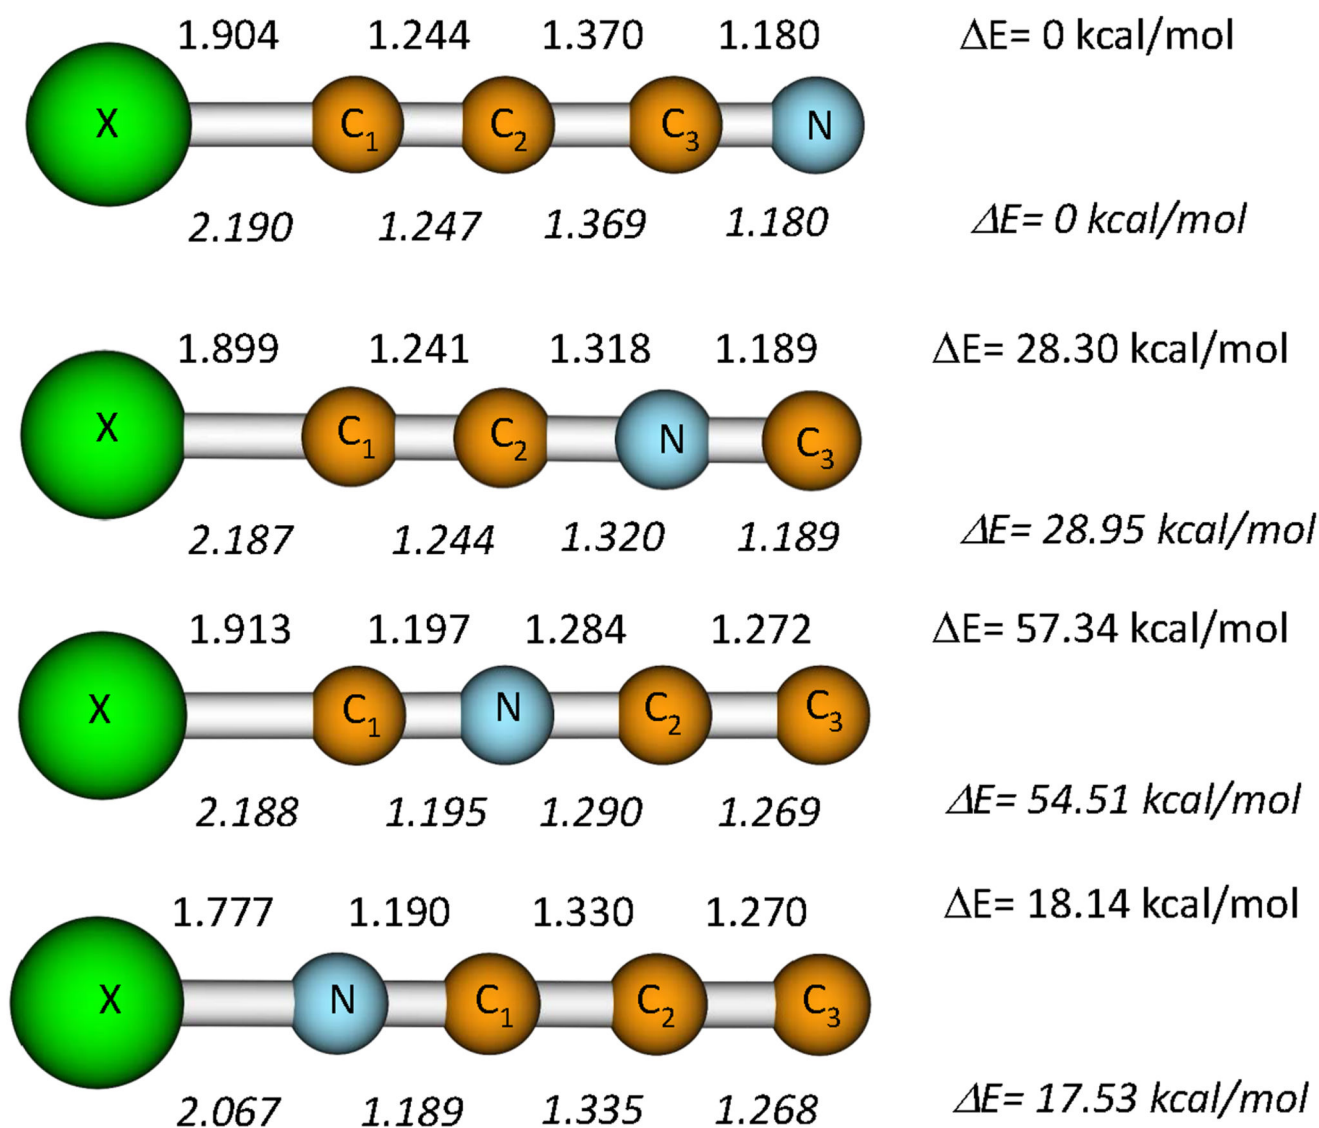 1.904 1.244 1.370 1.180 ΔE= 0 kcal/mol
X C1 C2 C3 N
2.190 1.247 1.369 1.180 ΔE= 0 kcal/mol
1.899 1.241 1.318 1.189 ΔE= 28.30 kcal/mol
X C1 C2 N C3
2.187 1.244 1.320 1.189 ΔE= 28.95 kcal/mol
1.913 1.197 1.284 1.272 ΔE= 57.34 kcal/mol
X C1 N C2 C3
2.188 1.195 1.290 1.269 ΔE= 54.51 kcal/mol
1.777 1.190 1.330 1.270 ΔE= 18.14 kcal/mol
X N C1 C2 C3
2.067 1.189 1.335 1.268 ΔE= 17.53 kcal/mol